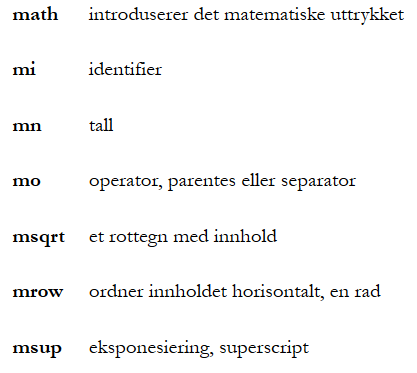 math introduserer det matematiske uttrykket
mi identifier
mn tall
mo operator, parentes eller separator
msqrt et rottegn med innhold
mrow ordner innholdet horisontalt, en rad
msup eksponesiering, superscript